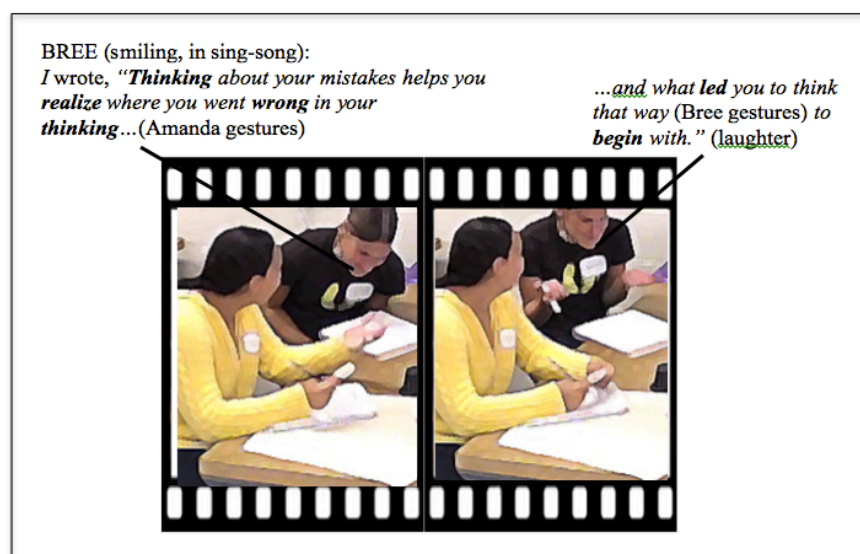 BREE (smiling, in sing-song):
I wrote, “Thinking about your mistakes helps you
realize where you went wrong in your
thinking…(Amanda gestures)
…and what led you to think
that way (Bree gestures) to
begin with.” (laughter)